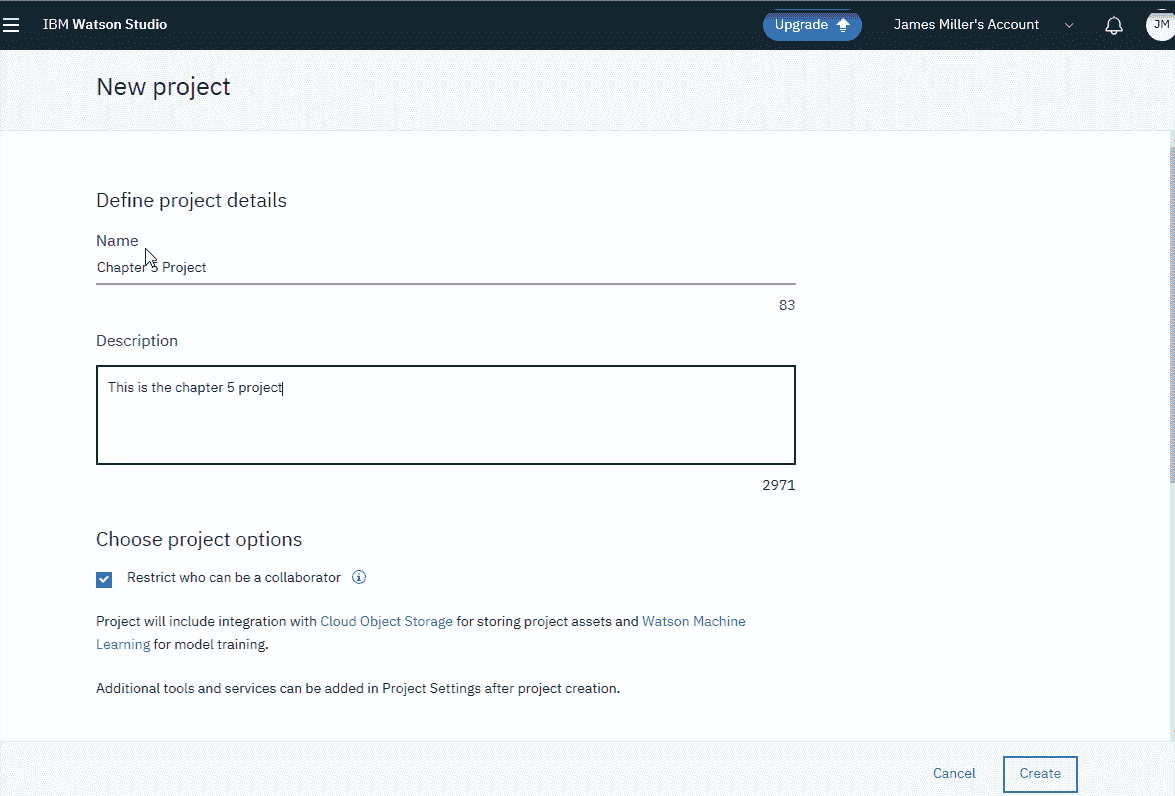 IBM Watson Studio
Upgrade
James Miller's Account
JM
New project
Define project details
Name
Chapter 5 Project
83
Description
This is the chapter 5 project
2971
Choose project options
Restrict who can be a collaborator
Project will include integration with Cloud Object Storage for storing project assets and Watson Machine
Learning for model training.
Additional tools and services can be added in Project Settings after project creation.
Cancel
Create